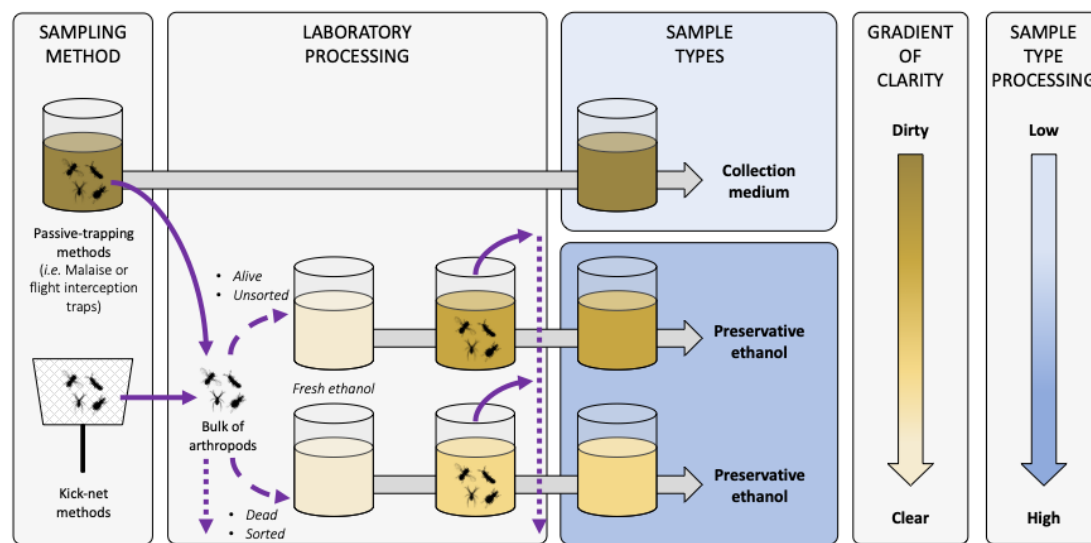 SAMPLING
METHOD
LABORATORY
PROCESSING
SAMPLE
TYPES
GRADIENT
OF
CLARITY
SAMPLE
TYPE
PROCESSING
Dirty
Low
Collection
medium
Passive-trapping
methods
(i.e. Malaise or
flight interception
traps)
• Alive
• Unsorted
Preservative
ethanol
Fresh ethanol
Bulk of
arthropods
Kick-net
methods
• Dead
• Sorted
Preservative
ethanol
Clear
High